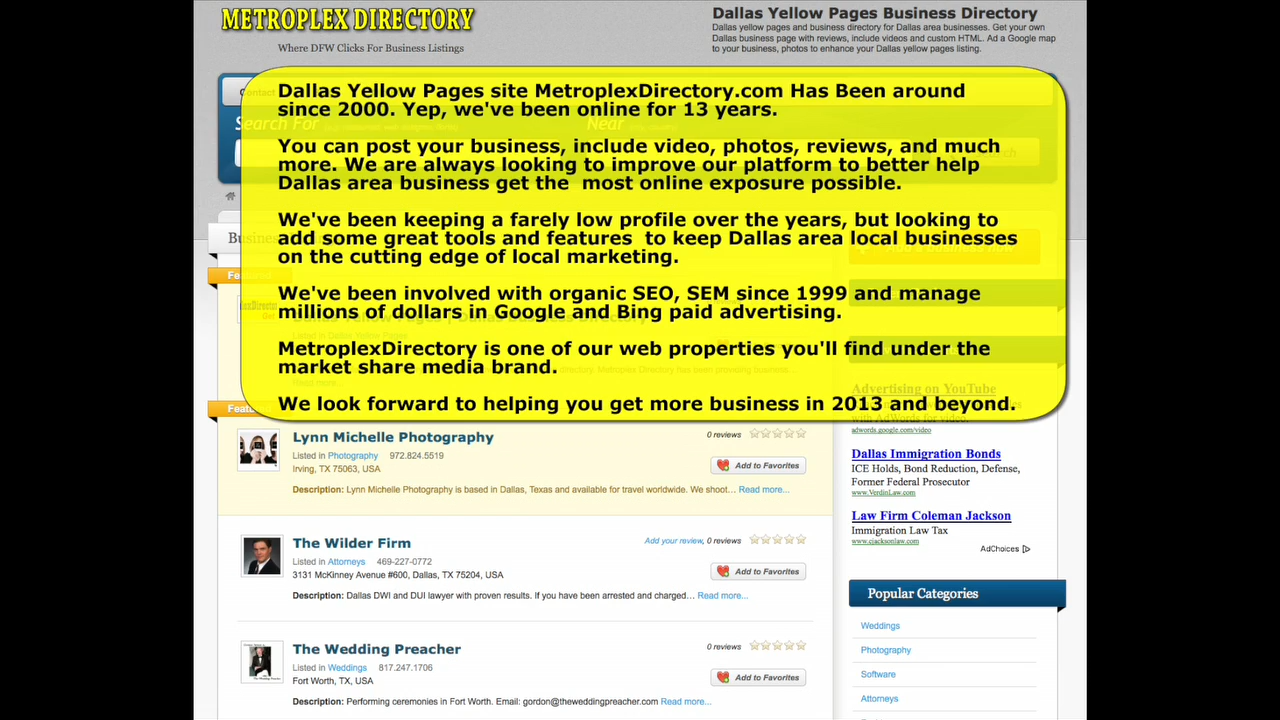 METROPLEX DIRECTORY
Where DFW Clicks For Business Listings
Dallas Yellow Pages Business Directory
Dallas yellow pages and business directory for Dallas area businesses. Get your own
Dallas business page with reviews, include videos and custom HTML. Ad a Google map
to your business, photos to enhance your Dallas yellow pages listing.
Dallas Yellow Pages site MetroplexDirectory.com Has Been around
since 2000. Yep, we've been online for 13 years.
Search For
Near
You can post your business, include video, photos, reviews, and much
more. We are always looking to improve our platform to better help
Dallas area business get the most online exposure possible.
We've been keeping a farely low profile over the years, but looking to
add some great tools and features to keep Dallas area local businesses
on the cutting edge of local marketing.
We've been involved with organic SEO, SEM since 1999 and manage
millions of dollars in Google and Bing paid advertising.
MetroplexDirectory is one of our web properties you'll find under the
market share media brand.
We look forward to helping you get more business in 2013 and beyond.
Lynn Michelle Photography
0 reviews
Listed in Photography 972.824.5519
Irving, TX 75063, USA
Add to Favorites
Description: Lynn Michelle Photography is based in Dallas, Texas and available for travel worldwide. We shoot… Read more...
The Wilder Firm
Add your review, 0 reviews
Listed in Attorneys 469-227-0772
3131 McKinney Avenue #600, Dallas, TX 75204, USA
Add to Favorites
Description: Dallas DWI and DUI lawyer with proven results. If you have been arrested and charged… Read more...
The Wedding Preacher
0 reviews
Listed in Weddings 817.247.1706
Fort Worth, TX, USA
Add to Favorites
Description: Performing ceremonies in Fort Worth. Email: gordon@theweddingpreacher.com Read more...
Advertising on YouTube
with AdWords for video.
adwords.google.com/video
Dallas Immigration Bonds
ICE Holds, Bond Reduction, Defense,
Former Federal Prosecutor
www.VerdinLaw.com
Law Firm Coleman Jackson
Immigration Law Tax
www.cjacksonlaw.com
AdChoices
Popular Categories
Weddings
Photography
Software
Attorneys